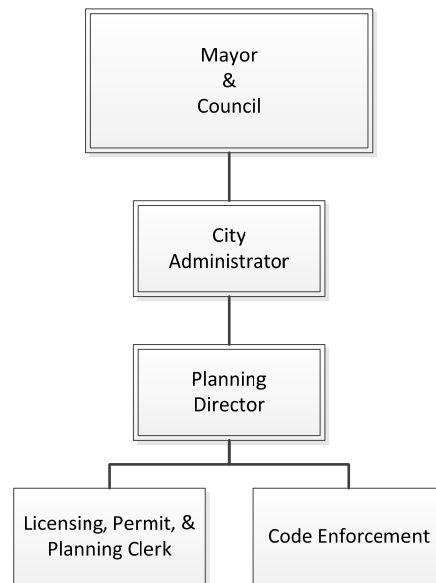 Mayor
&
Council
City
Administrator
Planning
Director
Licensing, Permit, &
Planning Clerk
Code Enforcement